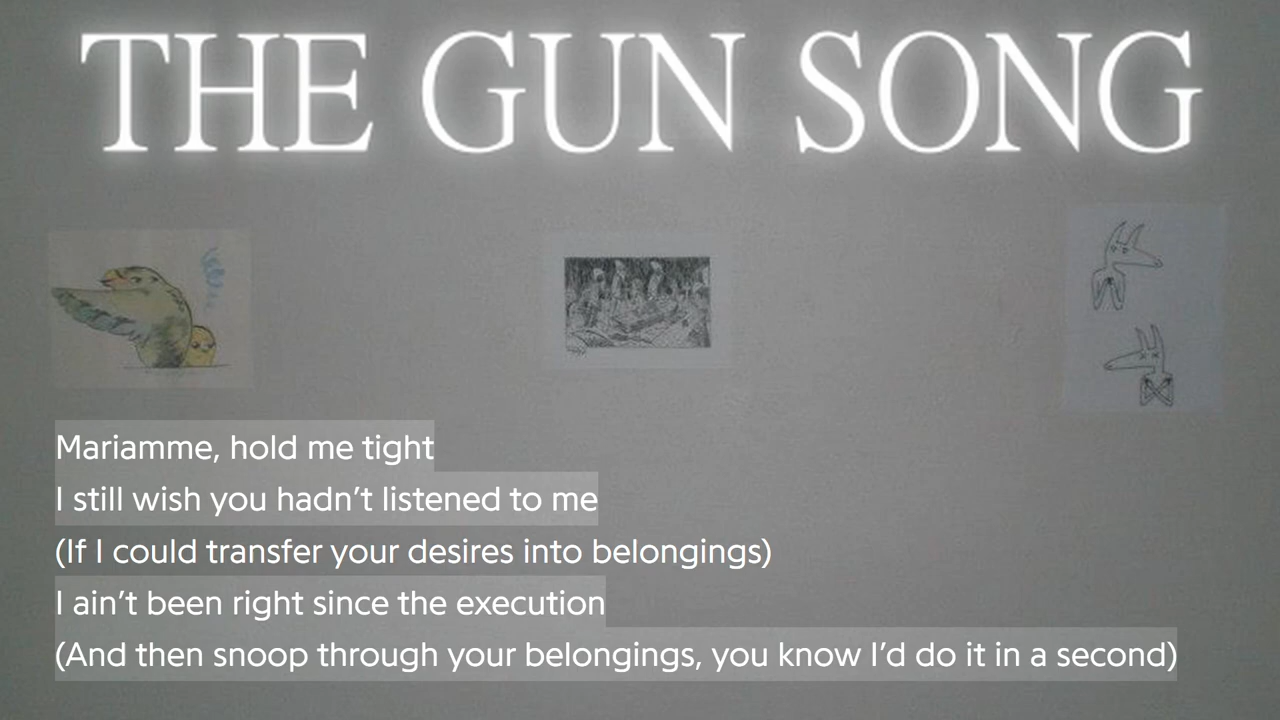 THE GUN SONG
Mariamme, hold me tight
I still wish you hadn’t listened to me
(If I could transfer your desires into belongings)
I ain’t been right since the execution
(And then snoop through your belongings, you know I’d do it in a second)